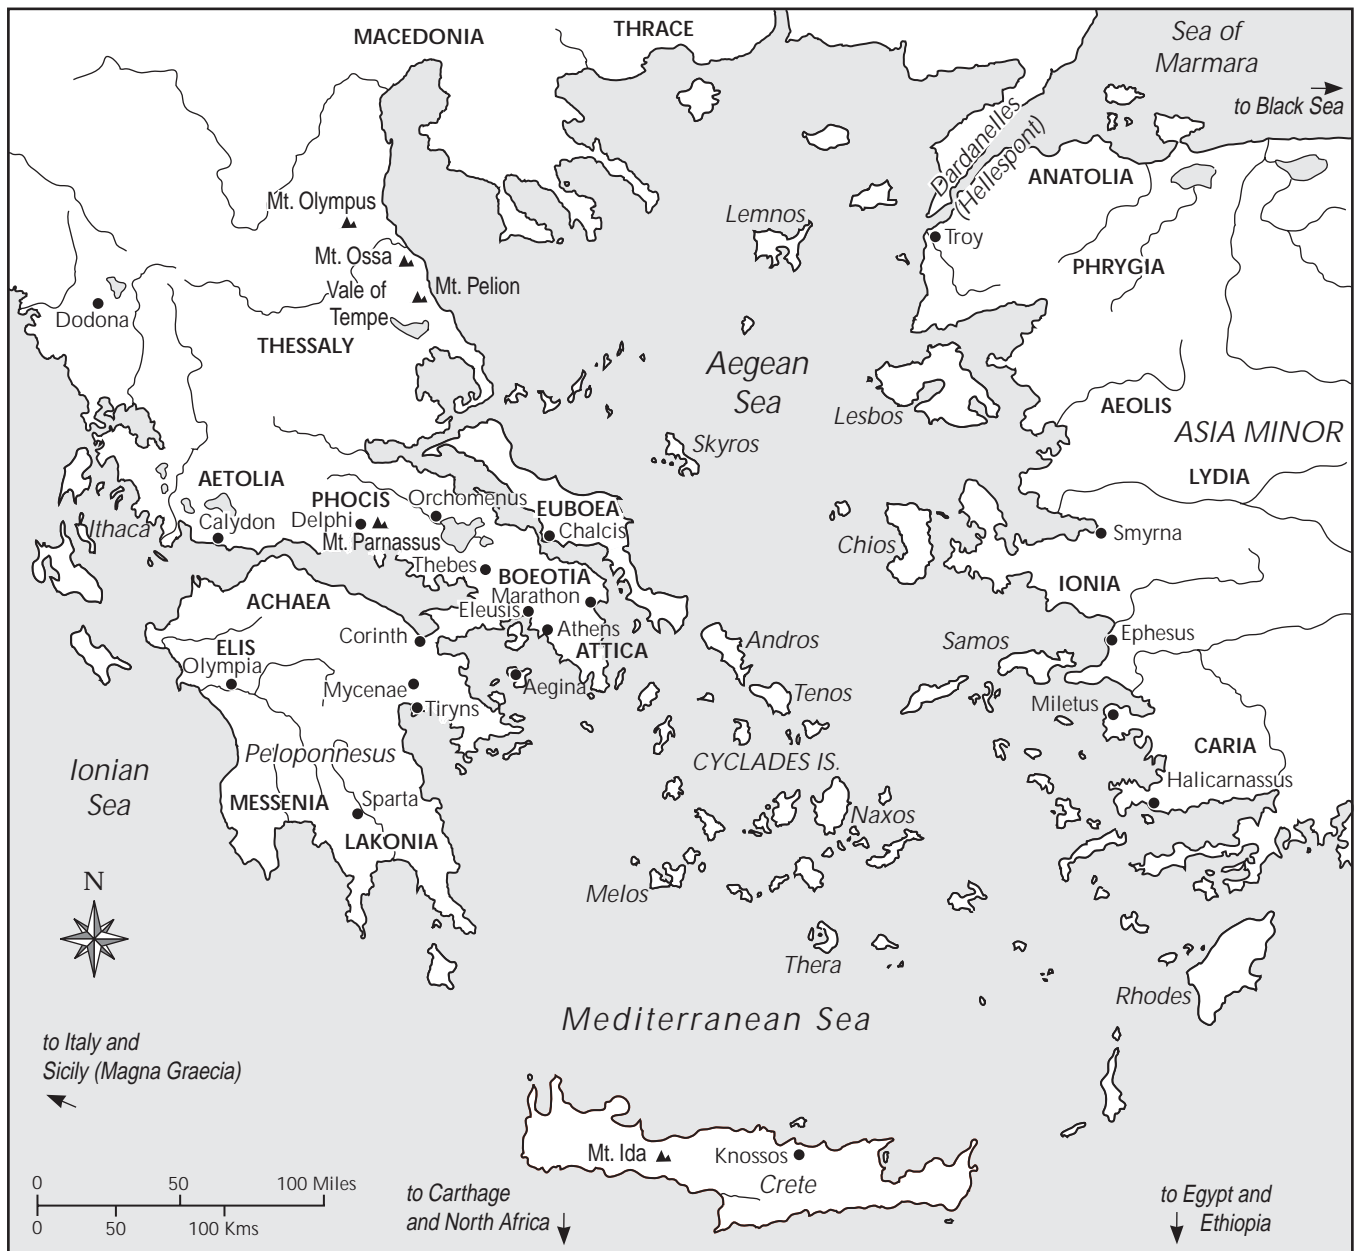 MACEDONIA
THRACE
Sea of
Marmara
to Black Sea
Dardanelles
(Hellespont)
ANATOLIA
Mt. Olympus
Lemnos
Troy
Mt. Ossa
PHRYGIA
Vale of
Tempe
Mt. Pelion
Dodona
THESSALY
Aegean
Sea
Lesbos
AEOLIS
ASIA MINOR
Skyros
LYDIA
AETOLIA
PHOCIS
Orchomenus
EUBOEA
Ithaca
Calydon
Delphi
Mt. Parnassus
Chalcis
Chios
Smyrna
Thebes
BOEOTIA
IONIA
ACHAEA
Eleusis
Marathon
Corinth
Athens
ATTICA
Andros
Samos
Ephesus
ELIS
Olympia
Mycenae
Aegina
Tenos
Tiryns
Miletus
Peloponnesus
CYCLADES IS.
CARIA
Ionian
Sea
Halicarnassus
MESSENIA
Sparta
Naxos
LAKONIA
N
Melos
Thera
Rhodes
Mediterranean Sea
to Italy and
Sicily (Magna Graecia)
Mt. Ida
Knossos
Crete
0 50 100 Miles
0 50 100 Kms
to Carthage
and North Africa
to Egypt and
Ethiopia